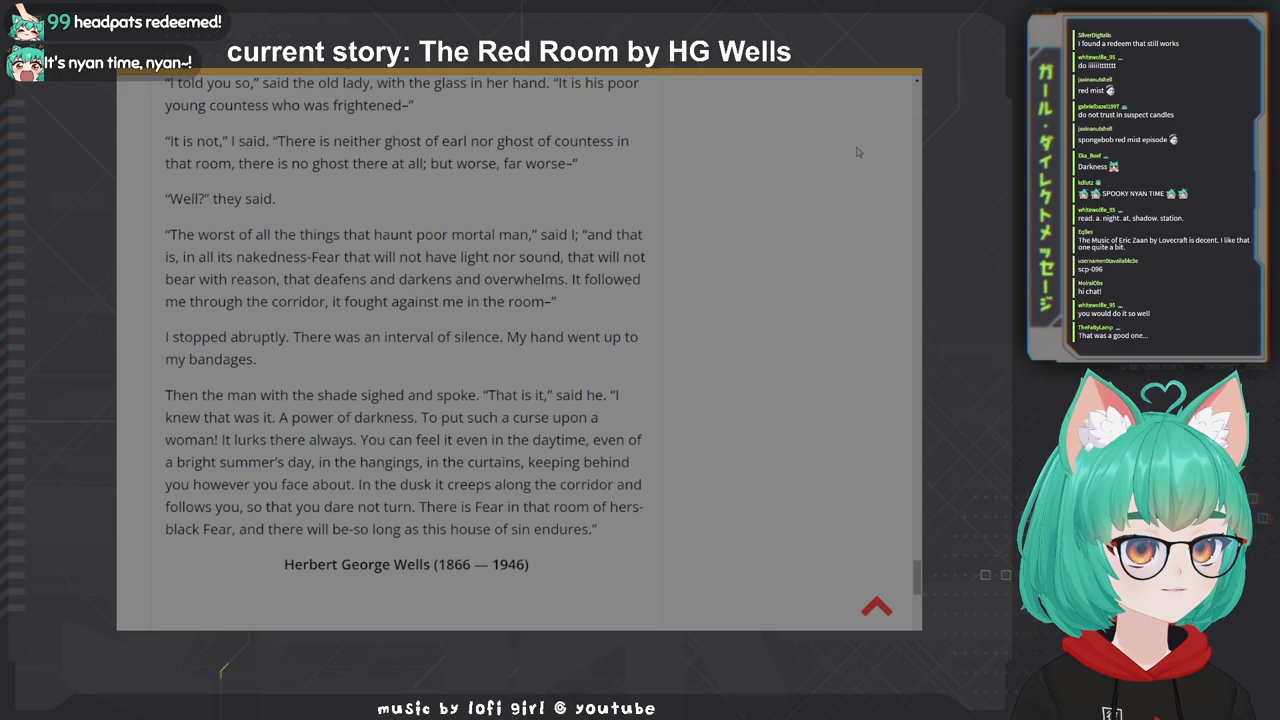 99 headpats redeemed!
It's nyan time, nyan~!
current story: The Red Room by HG Wells
“I told you so,” said the old lady, with the glass in her hand. “It is his poor
young countess who was frightened–”
“It is not,” I said. “There is neither ghost of earl nor ghost of countess in
that room, there is no ghost there at all; but worse, far worse–”
“Well?” they said.
“The worst of all the things that haunt poor mortal man,” said I; “and that
is, in all its nakedness-Fear that will not have light nor sound, that will not
bear with reason, that deafens and darkens and overwhelms. It followed
me through the corridor, it fought against me in the room–”
I stopped abruptly. There was an interval of silence. My hand went up to
my bandages.
Then the man with the shade sighed and spoke. “That is it,” said he. “I
knew that was it. A power of darkness. To put such a curse upon a
woman! It lurks there always. You can feel it even in the daytime, even of
a bright summer’s day, in the hangings, in the curtains, keeping behind
you however you face about. In the dusk it creeps along the corridor and
follows you, so that you dare not turn. There is Fear in that room of hers-
black Fear, and there will be-so long as this house of sin endures.”
Herbert George Wells (1866 — 1946)
ガール・ダイレクトメッセージ
SilverDigitalis
I found a redeem that still works
whitewolfie_95
do iiiiiitttttttt
jaxinanutshell
red mist
gabrielbazel1997
do not trust in suspect candles
jaxinanutshell
spongebob red mist episode
Eka_Beef
Darkness
kdlutz
SPOOKY NYAN TIME
whitewolfie_95
read. a. night. at. shadow. station.
Eqlies
The Music of Eric Zaan by Lovecraft is decent. I like that
one quite a bit.
scp-096
hi chat!
whitewolfie_95
you would do it so well
TheFaltyLamp
That was a good one...
music by lofi girl @ youtube